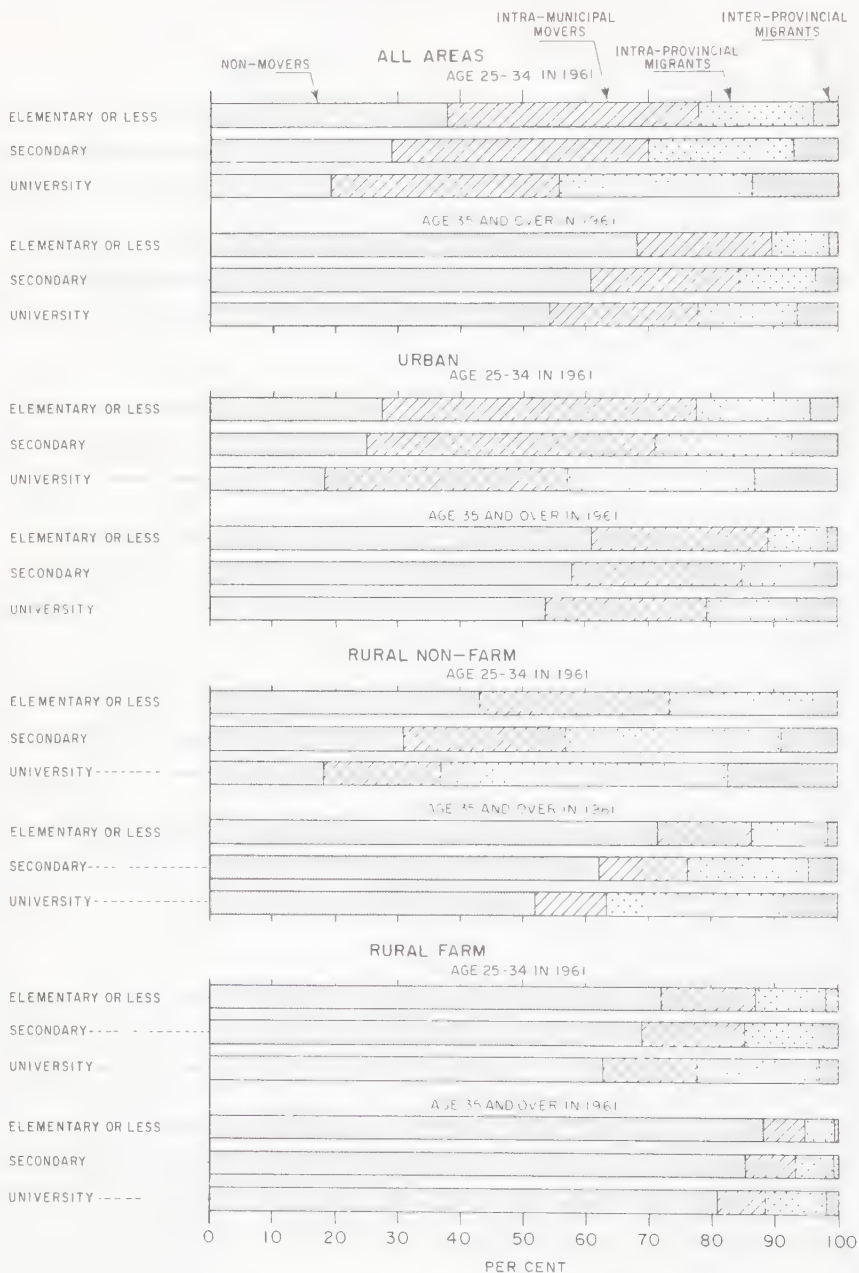 INTRA-MUNICIPAL MOVERS
INTER-PROVINCIAL MIGRANTS
NON-MOVERS
ALL AREAS
INTRA-PROVINCIAL MIGRANTS
AGE 25-34 IN 1961
ELEMENTARY OR LESS
SECONDARY
UNIVERSITY
AGE 35 AND OVER IN 1961
ELEMENTARY OR LESS
SECONDARY
UNIVERSITY
URBAN
AGE 25-34 IN 1961
ELEMENTARY OR LESS
SECONDARY
UNIVERSITY
AGE 35 AND OVER IN 1961
ELEMENTARY OR LESS
SECONDARY
UNIVERSITY
RURAL NON-FARM
AGE 25-34 IN 1961
ELEMENTARY OR LESS
SECONDARY
UNIVERSITY
AGE 35 AND OVER IN 1961
ELEMENTARY OR LESS
SECONDARY
UNIVERSITY
RURAL FARM
AGE 25-34 IN 1961
ELEMENTARY OR LESS
SECONDARY
UNIVERSITY
AGE 35 AND OVER IN 1961
ELEMENTARY OR LESS
SECONDARY
UNIVERSITY
0 10 20 30 40 50 60 70 80 90 100
PER CENT